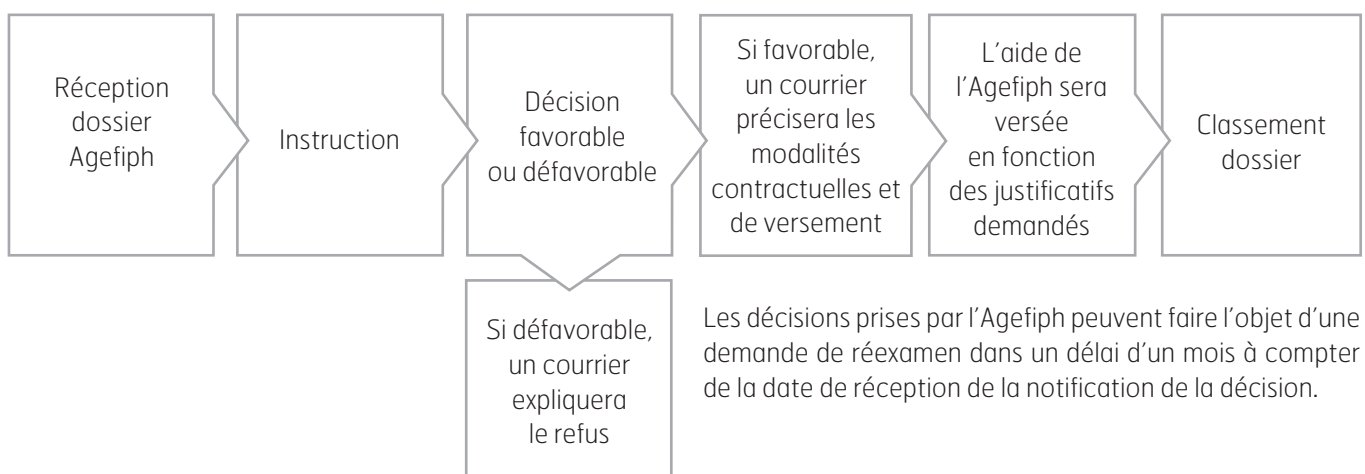 Réception
dossier
Agefiph
Instruction
Décision
favorable
ou défavorable
Si favorable,
un courrier
précisera les
modalités
contractuelles et
de versement
L'aide de
l'Agefiph sera
versée
en fonction
des justificatifs
demandés
Classement
dossier
Si défavorable,
un courrier
expliquera
le refus
Les décisions prises par l'Agefiph peuvent faire l'objet d'une
demande de réexamen dans un délai d'un mois à compter
de la date de réception de la notification de la décision.